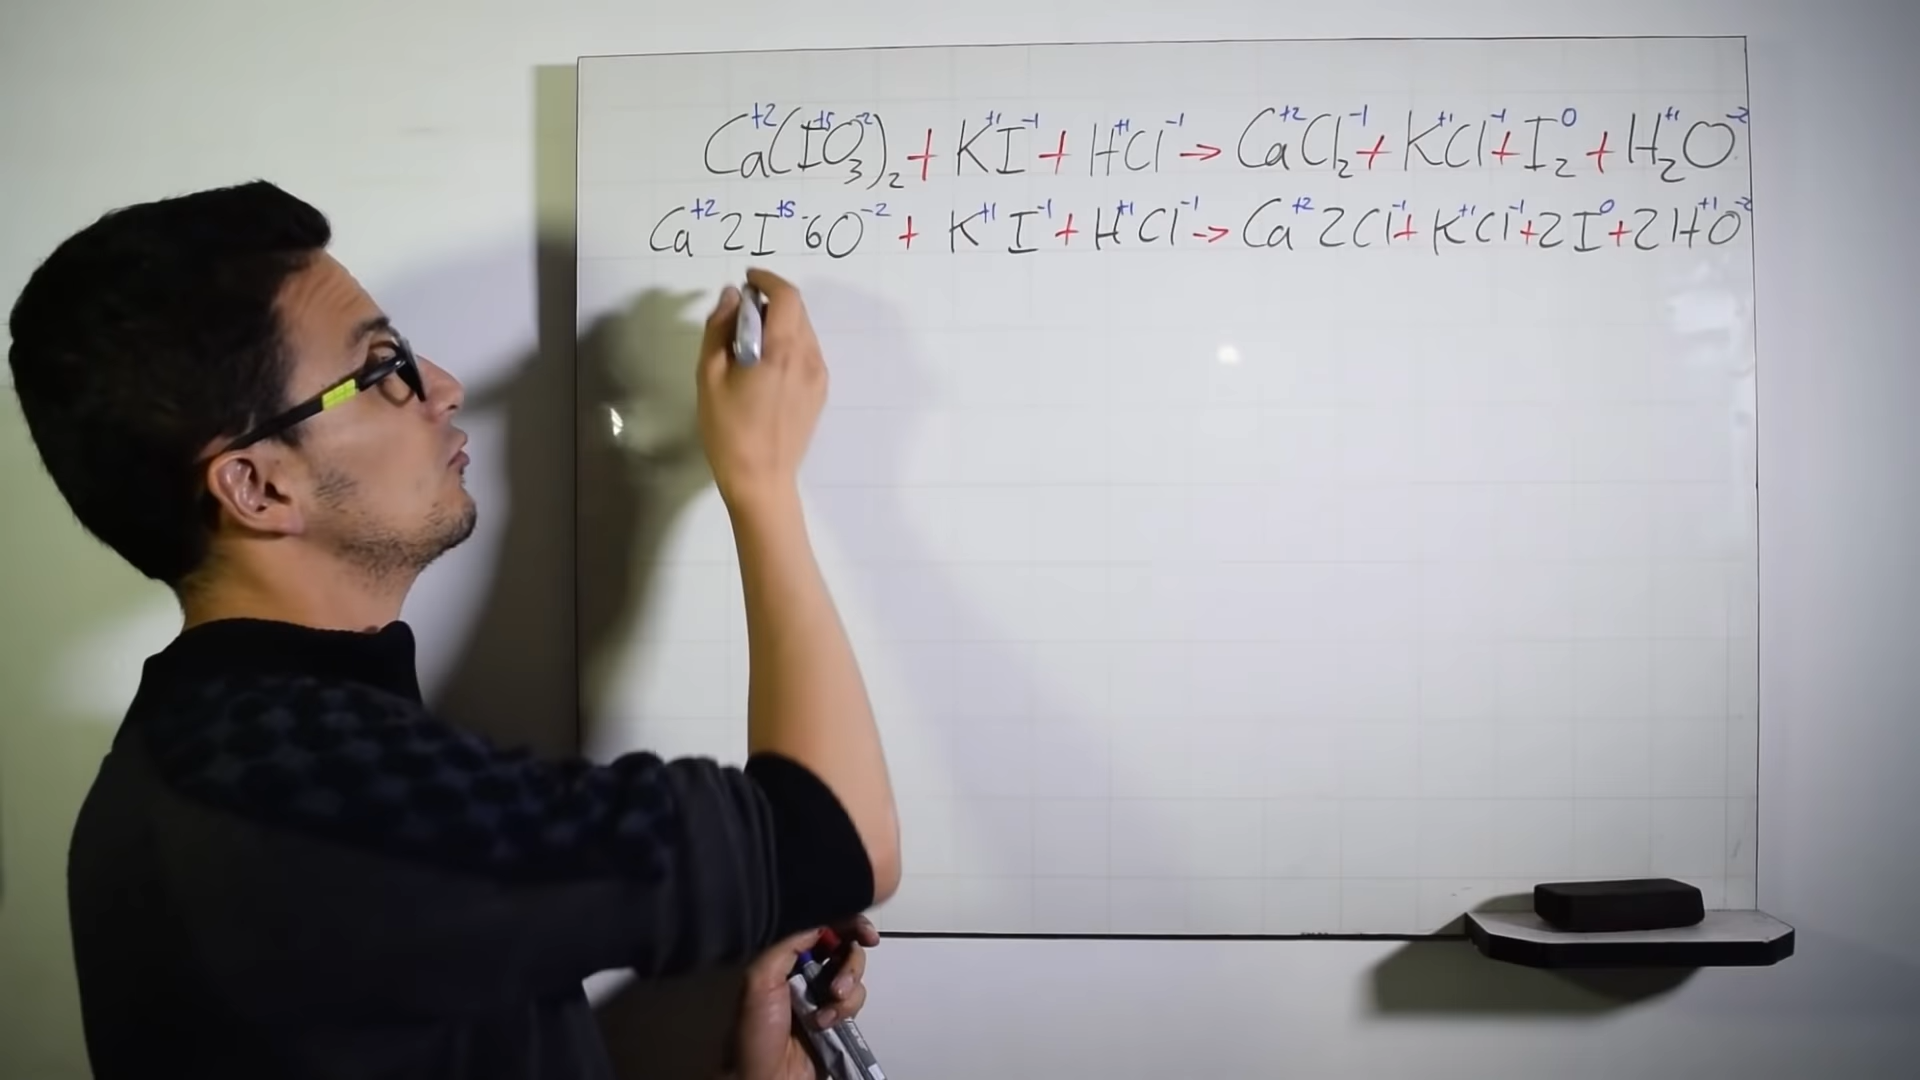 Ca⁺²(I⁺⁵O₃⁻²)₂ + K⁺¹I⁻¹ + H⁺¹Cl⁻¹ → Ca⁺²Cl₂⁻¹ + K⁺¹Cl⁻¹ + I₂⁰ + H₂⁺¹O⁻²
Ca⁺² 2I⁺⁵ 6O⁻² + K⁺¹ I⁻¹ + H⁺¹Cl⁻¹ → Ca⁺² 2Cl⁻¹ + K⁺¹Cl⁻¹ + 2I⁰ + 2H⁺¹O⁻²